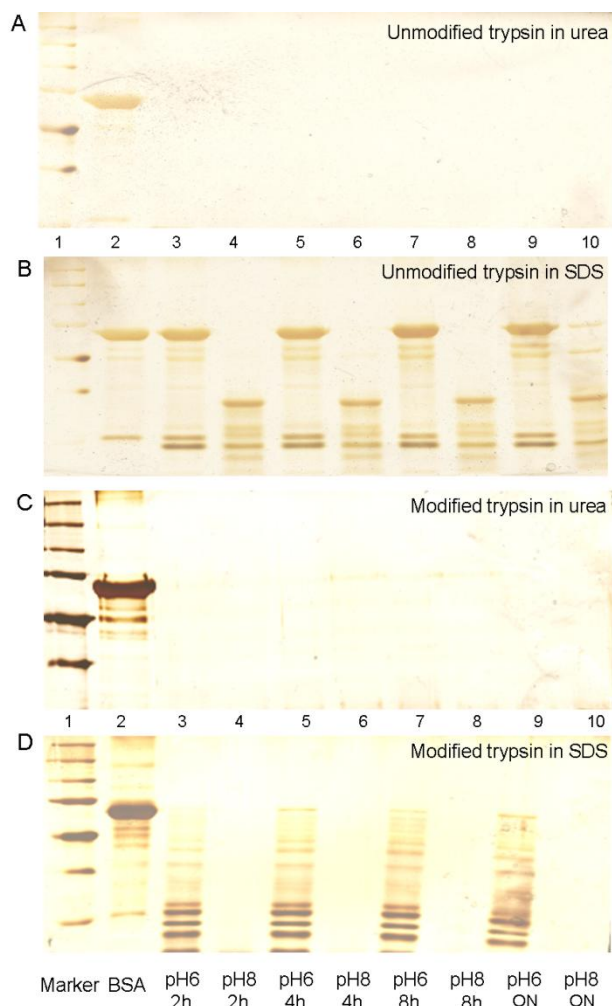 A
Unmodified trypsin in urea
1 2 3 4 5 6 7 8 9 10
B
Unmodified trypsin in SDS
C
Modified trypsin in urea
1 2 3 4 5 6 7 8 9 10
D
Modified trypsin in SDS
Marker BSA pH6 pH8 pH6 pH8 pH6 pH8 pH6 pH8
2h 2h 4h 4h 8h 8h ON ON